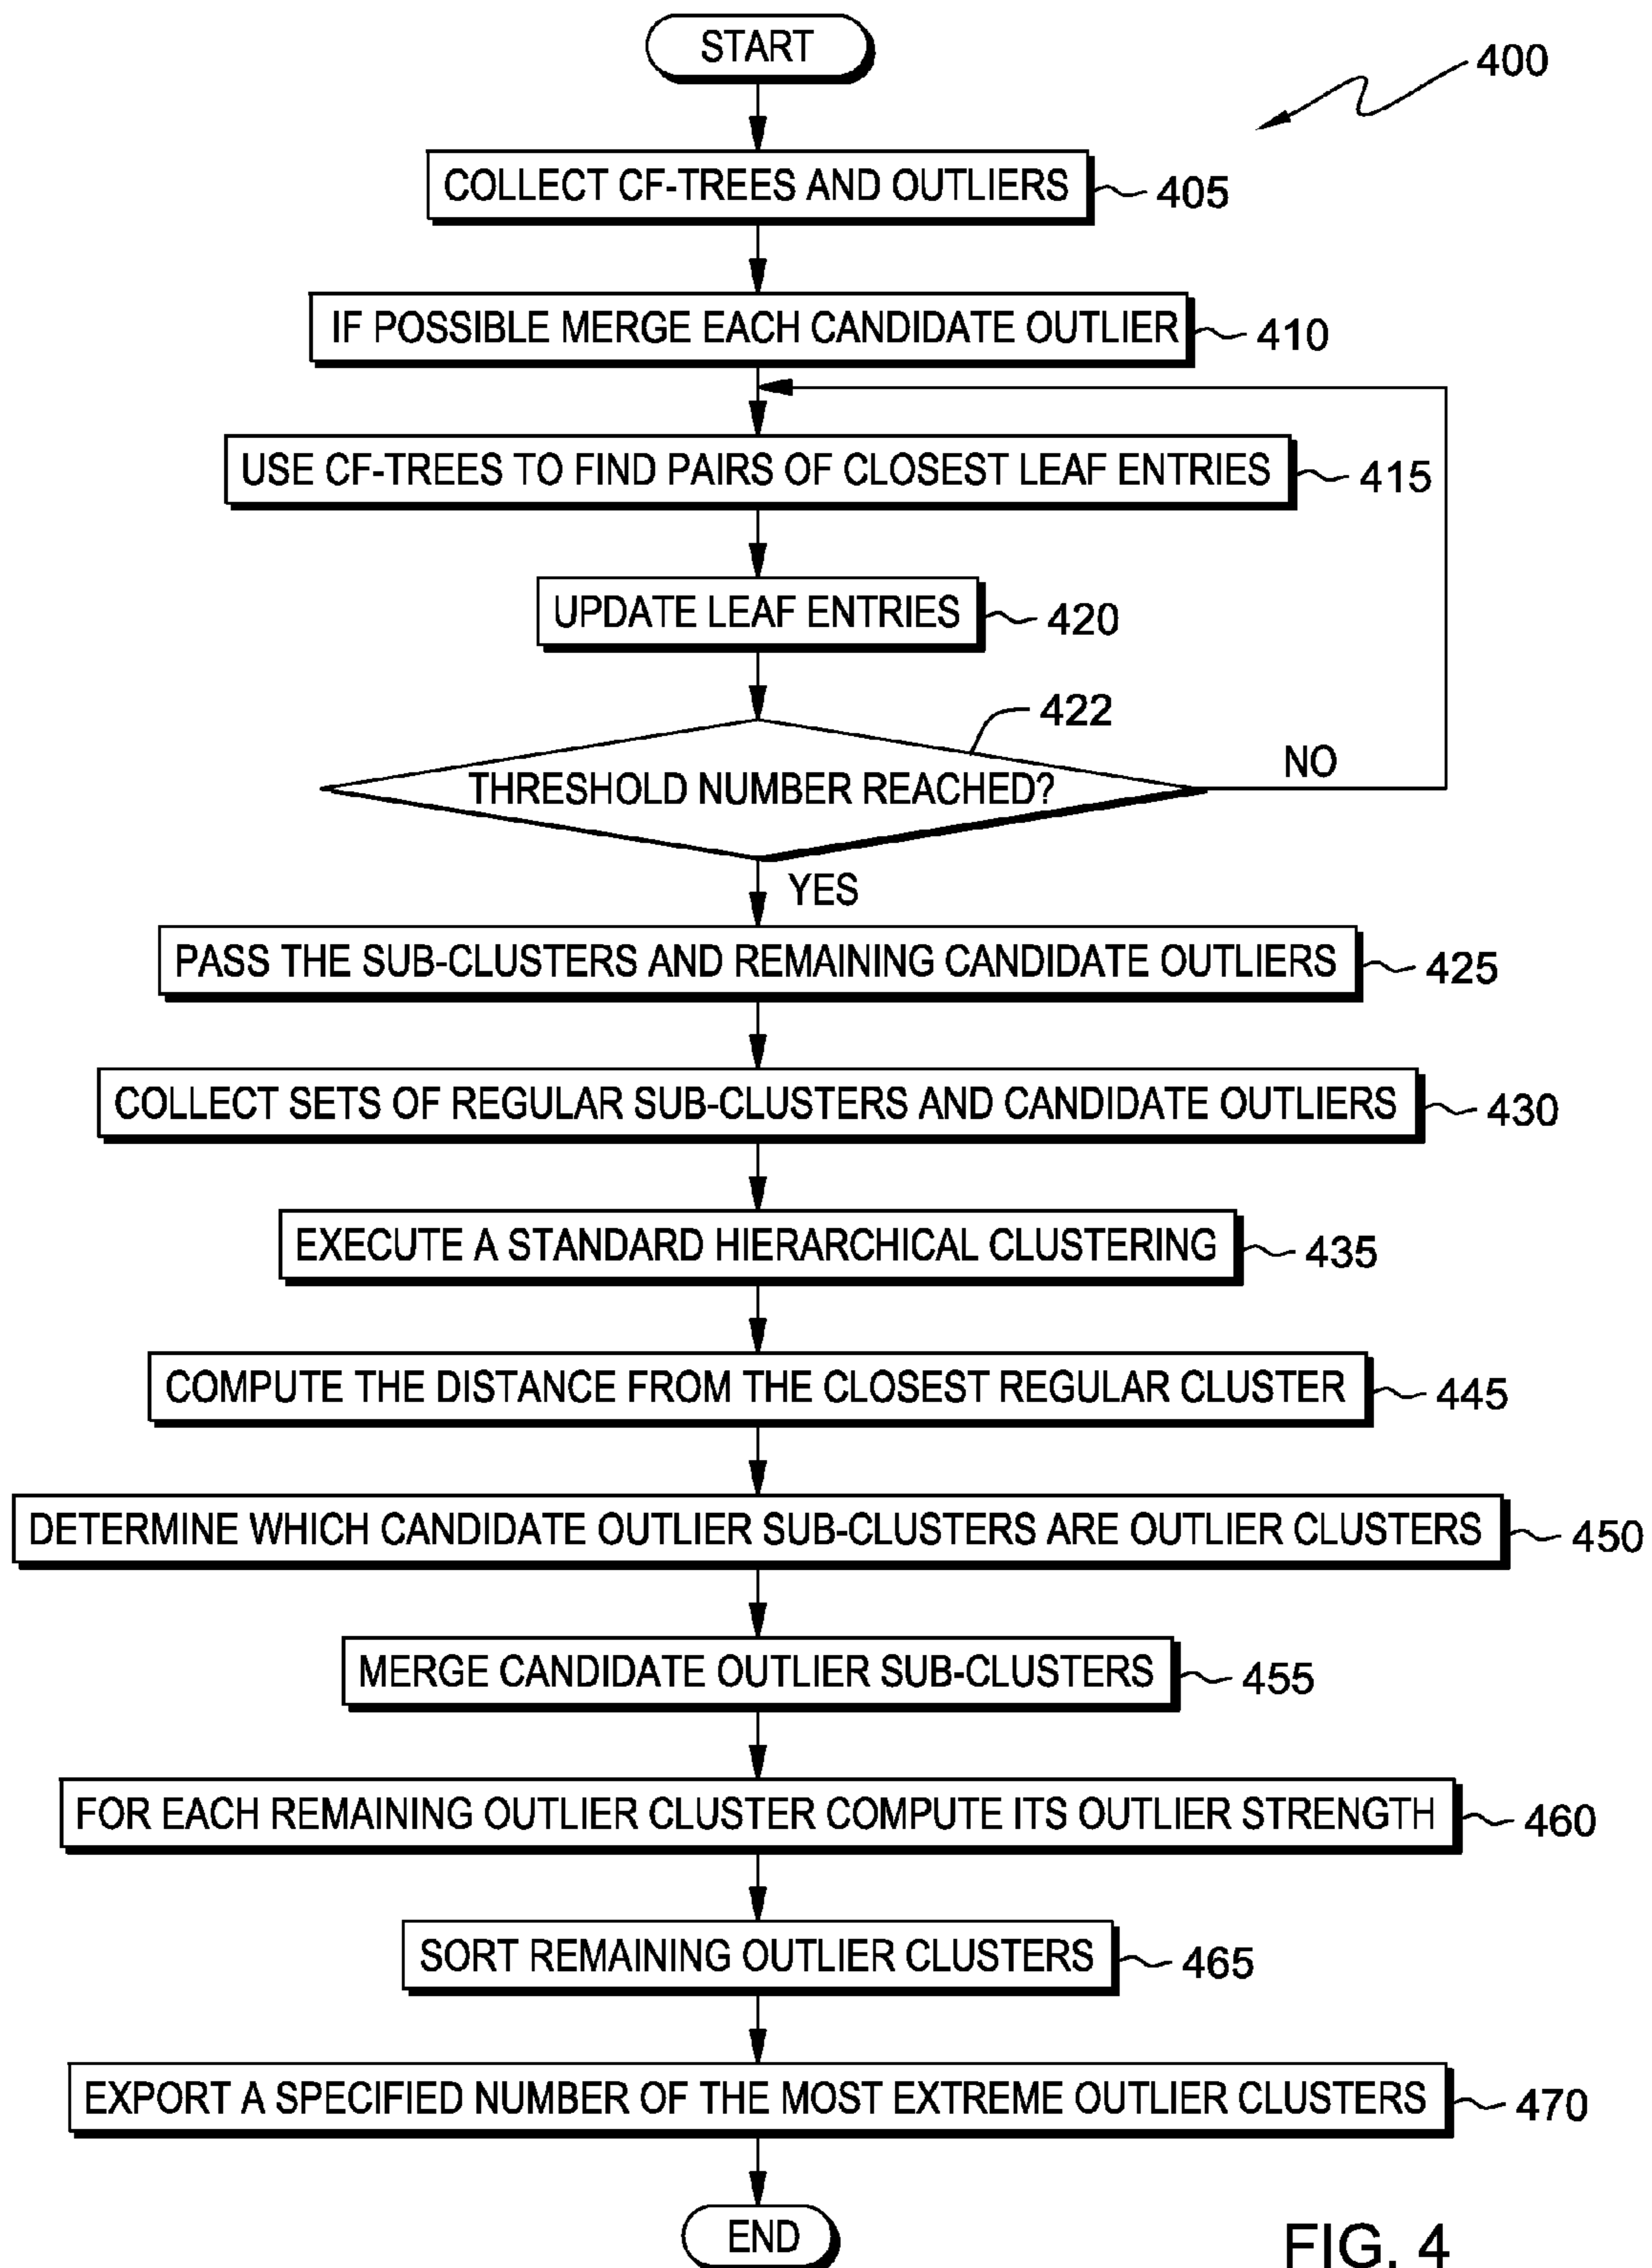 START
400
COLLECT CF-TREES AND OUTLIERS
405
IF POSSIBLE MERGE EACH CANDIDATE OUTLIER
410
USE CF-TREES TO FIND PAIRS OF CLOSEST LEAF ENTRIES
415
UPDATE LEAF ENTRIES
420
422
THRESHOLD NUMBER REACHED?
NO
YES
PASS THE SUB-CLUSTERS AND REMAINING CANDIDATE OUTLIERS
425
COLLECT SETS OF REGULAR SUB-CLUSTERS AND CANDIDATE OUTLIERS
430
EXECUTE A STANDARD HIERARCHICAL CLUSTERING
435
COMPUTE THE DISTANCE FROM THE CLOSEST REGULAR CLUSTER
445
DETERMINE WHICH CANDIDATE OUTLIER SUB-CLUSTERS ARE OUTLIER CLUSTERS
450
MERGE CANDIDATE OUTLIER SUB-CLUSTERS
455
FOR EACH REMAINING OUTLIER CLUSTER COMPUTE ITS OUTLIER STRENGTH
460
SORT REMAINING OUTLIER CLUSTERS
465
EXPORT A SPECIFIED NUMBER OF THE MOST EXTREME OUTLIER CLUSTERS
470
END
FIG. 4